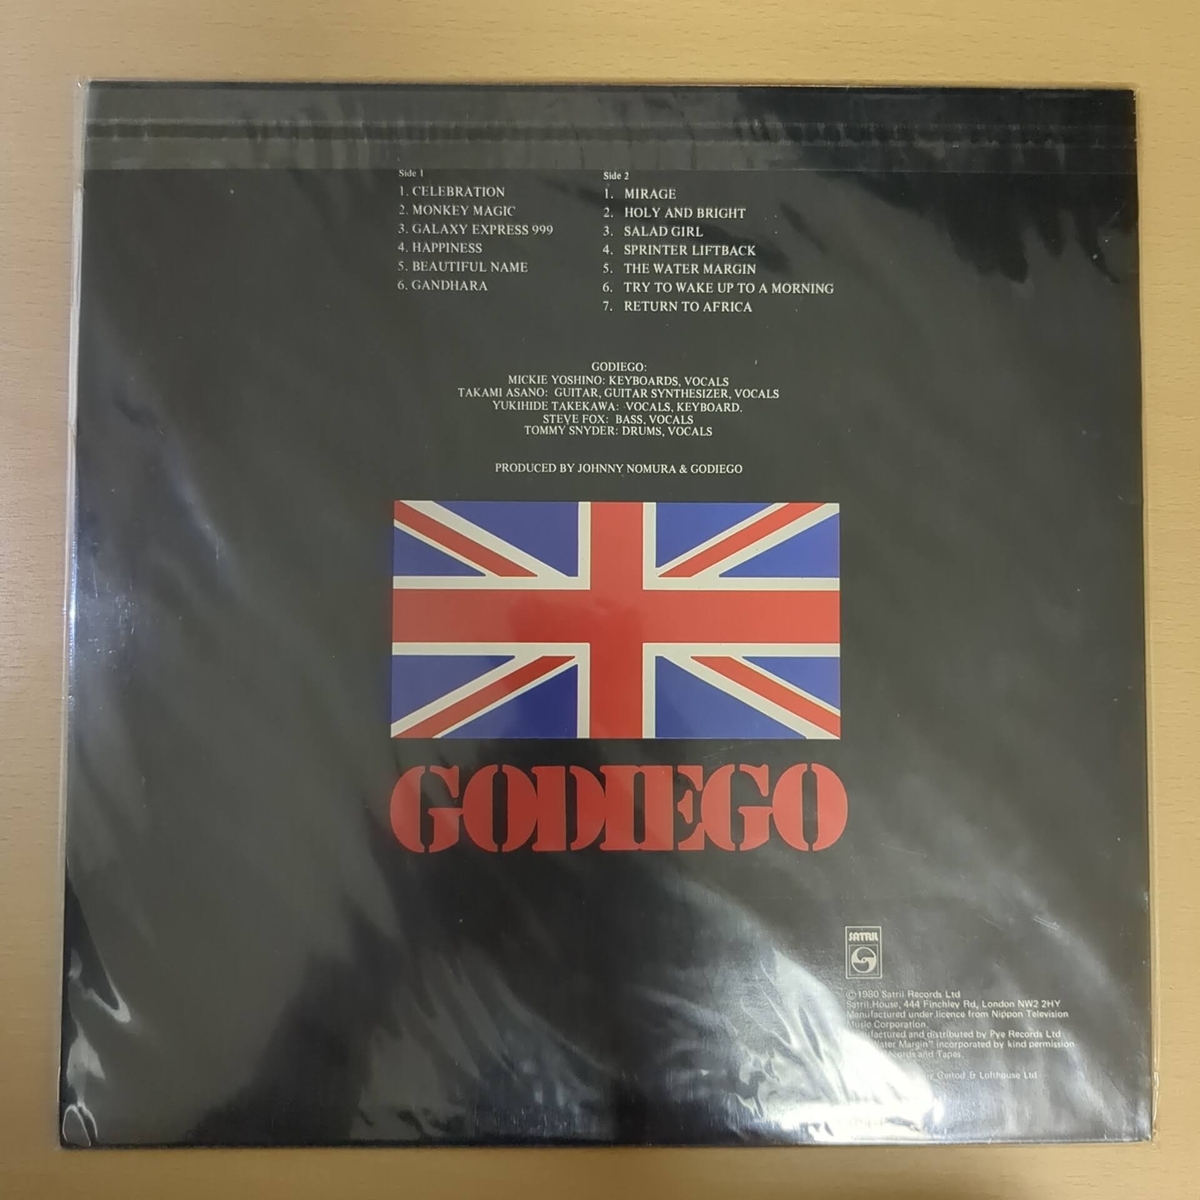 Side 1
1. CELEBRATION
2. MONKEY MAGIC
3. GALAXY EXPRESS 999
4. HAPPINESS
5. BEAUTIFUL NAME
6. GANDHARA
Side 2
1. MIRAGE
2. HOLY AND BRIGHT
3. SALAD GIRL
4. SPRINTER LIFTBACK
5. THE WATER MARGIN
6. TRY TO WAKE UP TO A MORNING
7. RETURN TO AFRICA
GODIEGO:
MICKIE YOSHINO: KEYBOARDS, VOCALS
TAKAMI ASANO: GUITAR, GUITAR SYNTHESIZER, VOCALS
YUKIHIDE TAKEKAWA: VOCALS, KEYBOARD.
STEVE FOX: BASS, VOCALS
TOMMY SNYDER: DRUMS, VOCALS
PRODUCED BY JOHNNY NOMURA & GODIEGO
GODIEGO
SATRIL
© 1980 Satril Records Ltd
Satril House, 444 Finchley Rd, London NW2 2HY
Manufactured under licence from Nippon Television
Music Corporation.
and distributed by Pye Records Ltd
Margin" incorporated by kind permission
and Tapes.
& Lofthouse Ltd